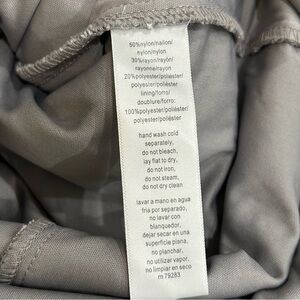 50%nylon/nailon/
nylon/nylon
30%rayon/rayon/
rayonne/rayón
20%polyester/poliéster/
polyester/poliéster
lining/forro/
doublure/forro:
100%polyester/poliéster/
polyester/poliéster
hand wash cold
separately,
do not bleach,
lay flat to dry,
do not iron,
do not steam,
do not dry clean
lavar a mano en agua
fria por separado,
no lavar con
blanqueador,
dejar secar en una
superficie plana,
no planchar,
no utilizar vapor,
no limpiar en seco
m 79283